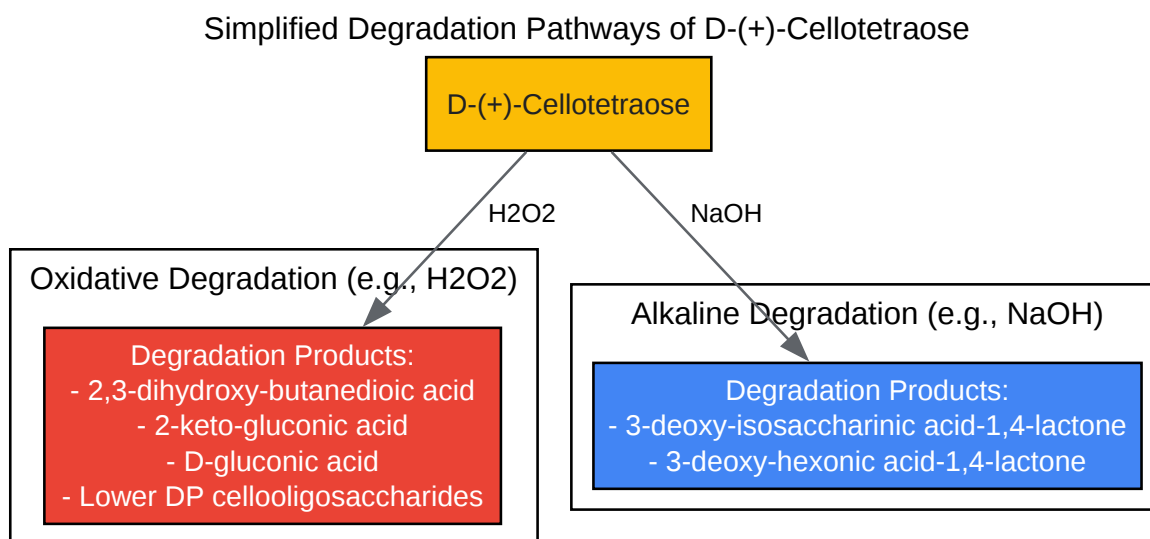 Simplified Degradation Pathways of D-(+)-Cellotetraose
D-(+)-Cellotetraose
H2O2
NaOH
Oxidative Degradation (e.g., H2O2)
Degradation Products:
- 2,3-dihydroxy-butanedioic acid
- 2-keto-gluconic acid
- D-gluconic acid
- Lower DP cellooligosaccharides
Alkaline Degradation (e.g., NaOH)
Degradation Products:
- 3-deoxy-isosaccharinic acid-1,4-lactone
- 3-deoxy-hexonic acid-1,4-lactone